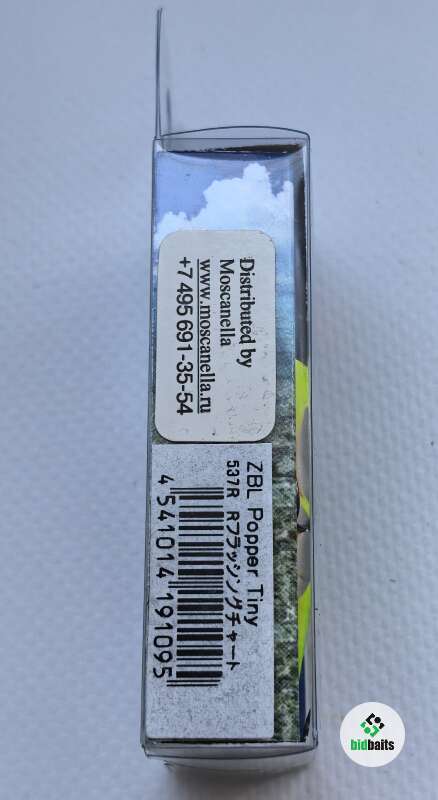 Distributed by
Moscanella
www.moscanella.ru
+7 495 691-35-54
ZBL Popper Tiny
537R Rフラッシングチャート
4 541014 191095
bidbaits